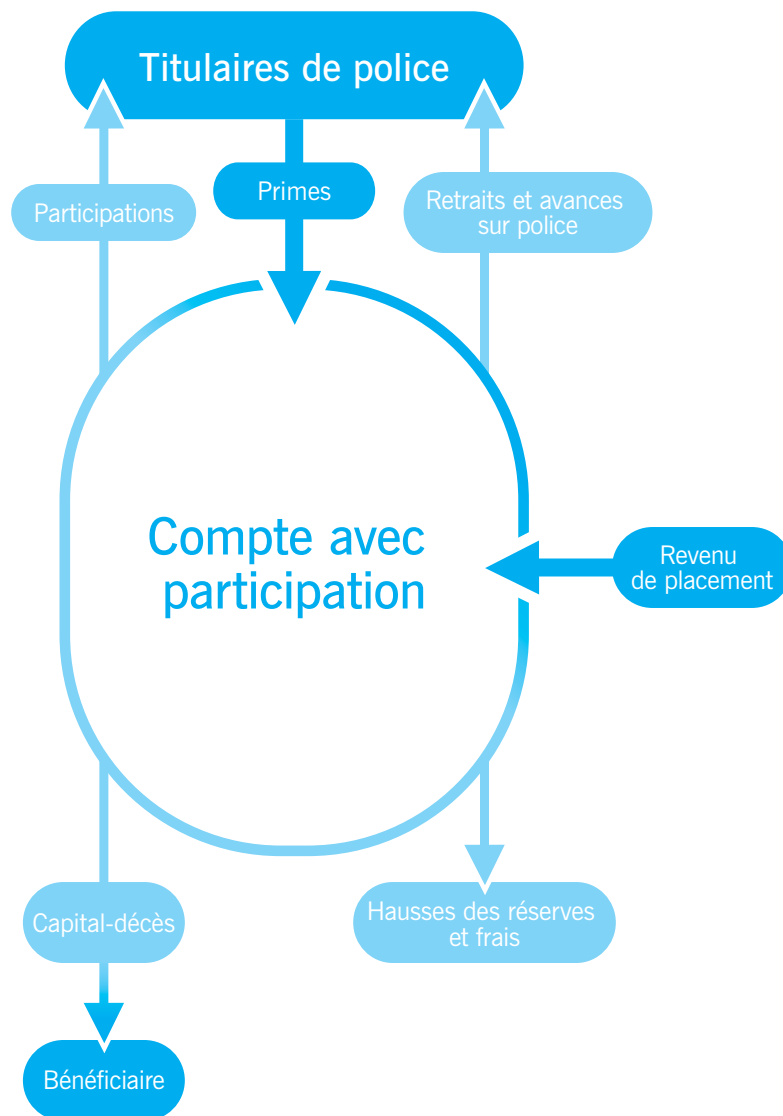 Titulaires de police
Participations
Primes
Retraits et avances
sur police
Compte avec
participation
Revenu
de placement
Capital-décès
Hausses des réserves
et frais
Bénéficiaire